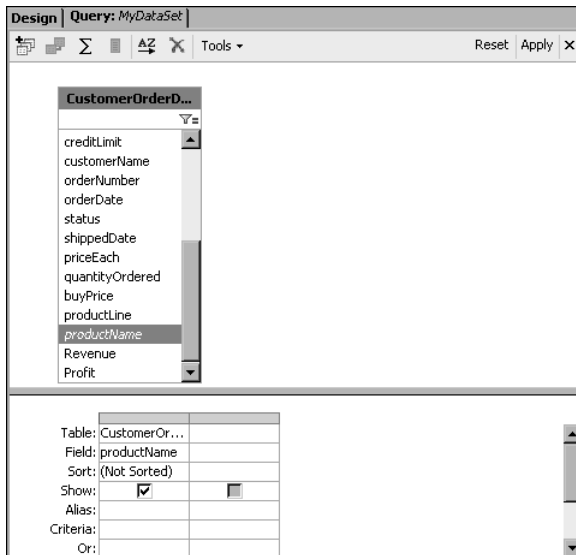 Design Query: MyDataSet
Σ AZ Tools Reset Apply
CustomerOrderD...
creditLimit
customerName
orderNumber
orderDate
status
shippedDate
priceEach
quantityOrdered
buyPrice
productLine
productName
Revenue
Profit
Table: CustomerOr...
Field: productName
Sort: (Not Sorted)
Show:
Alias:
Criteria:
Or: